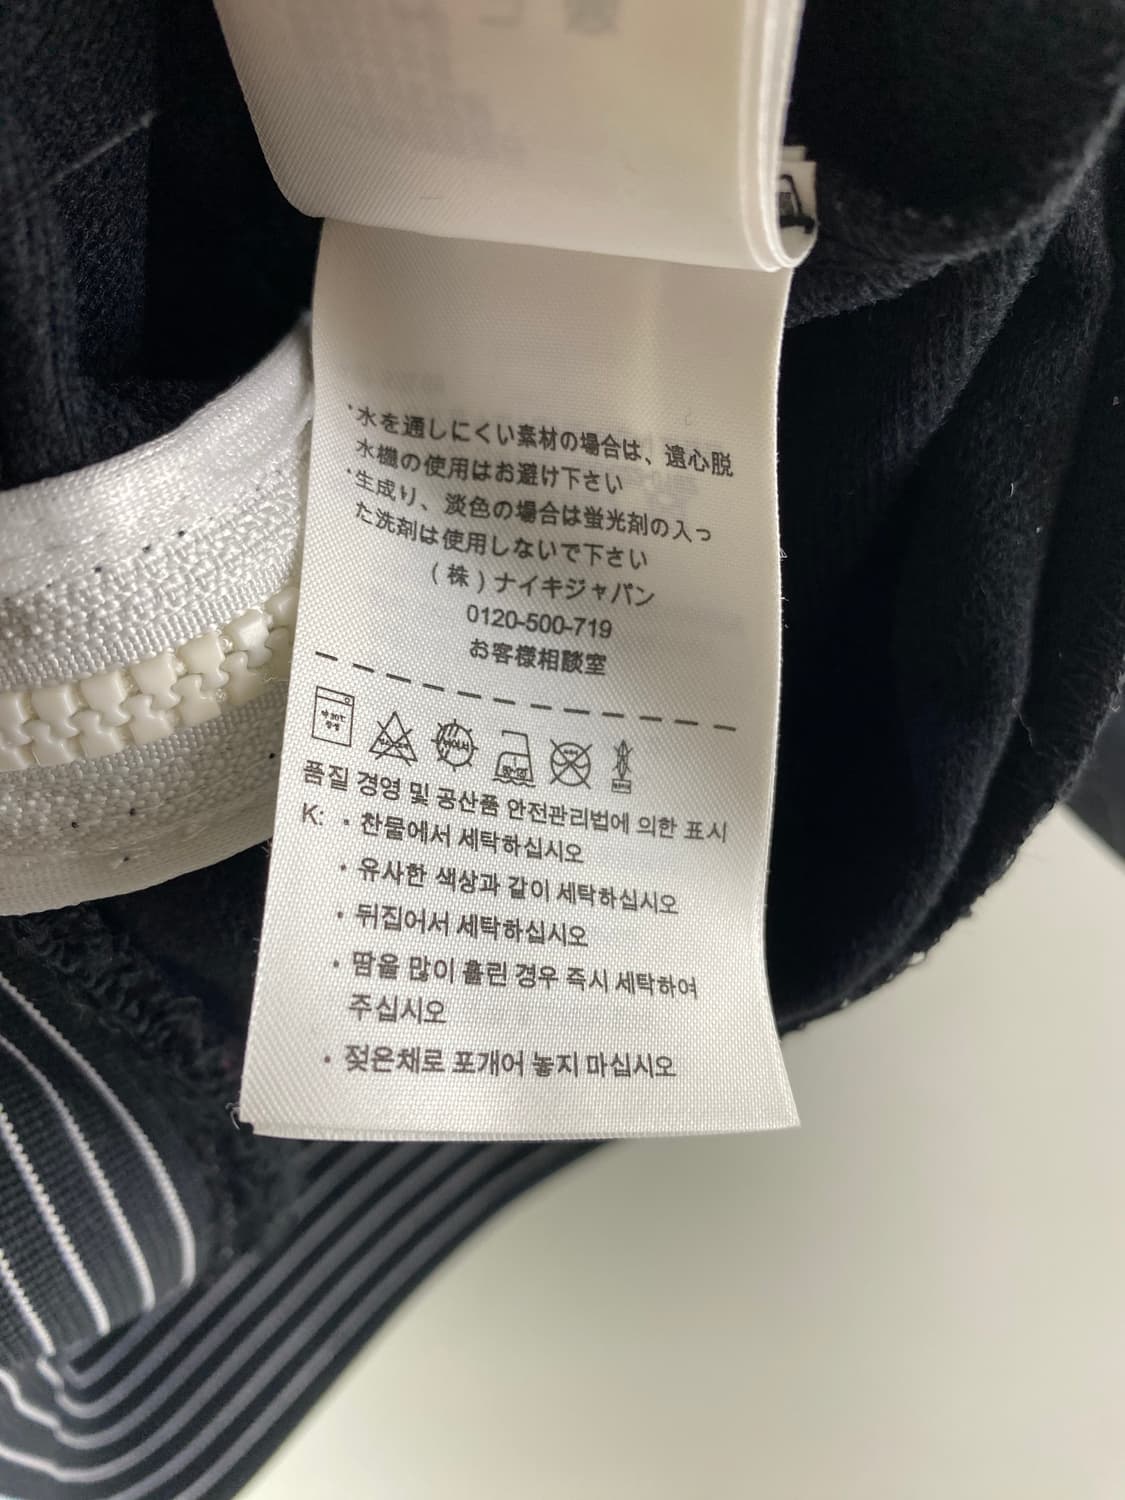 ・水を通しにくい素材の場合は、遠心脱
水機の使用はお避け下さい
・生成り、淡色の場合は蛍光剤の入っ
た洗剤は使用しないで下さい
(株)ナイキジャパン
0120-500-719
お客様相談室
품질 경영 및 공산품 안전관리법에 의한 표시
K: ・찬물에서 세탁하십시오
・유사한 색상과 같이 세탁하십시오
・뒤집어서 세탁하십시오
・땀을 많이 흘린 경우 즉시 세탁하여
주십시오
・젖은채로 포개어 놓지 마십시오